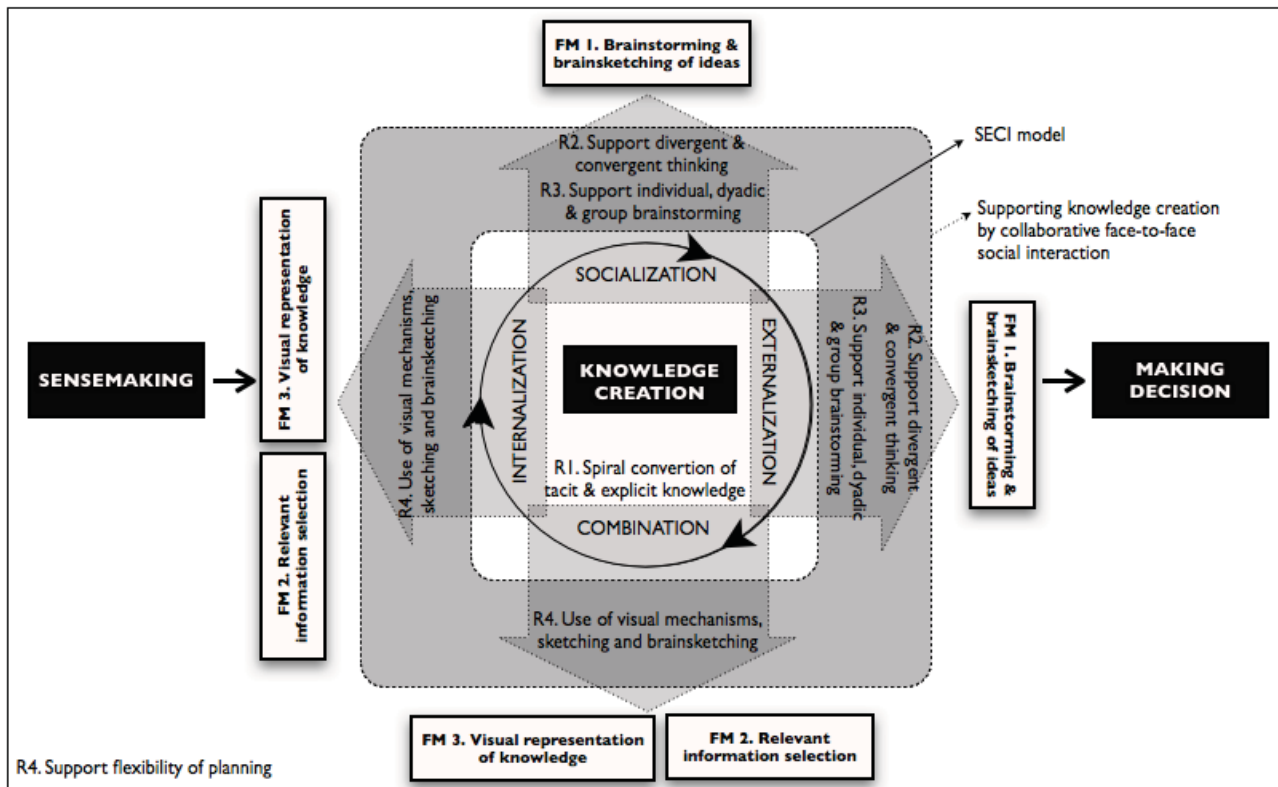 FM 1. Brainstorming &
brainsketching of ideas
R2. Support divergent &
convergent thinking
R3. Support individual, dyadic
& group brainstorming
SECI model
Supporting knowledge creation
by collaborative face-to-face
social interaction
SOCIALIZATION
SENSEMAKING
FM 3. Visual representation
of knowledge
FM 2. Relevant
information selection
R4. Use of visual mechanisms,
sketching and brainsketching
INTERNALIZATION
KNOWLEDGE
CREATION
R1. Spiral convertion of
tacit & explicit knowledge
EXTERNALIZATION
R3. Support individual, dyadic
& group brainstorming
R2. Support divergent
& convergent thinking
FM 1. Brainstorming &
brainsketching of ideas
MAKING
DECISION
COMBINATION
R4. Use of visual mechanisms,
sketching and brainsketching
FM 3. Visual representation
of knowledge
FM 2. Relevant
information selection
R4. Support flexibility of planning